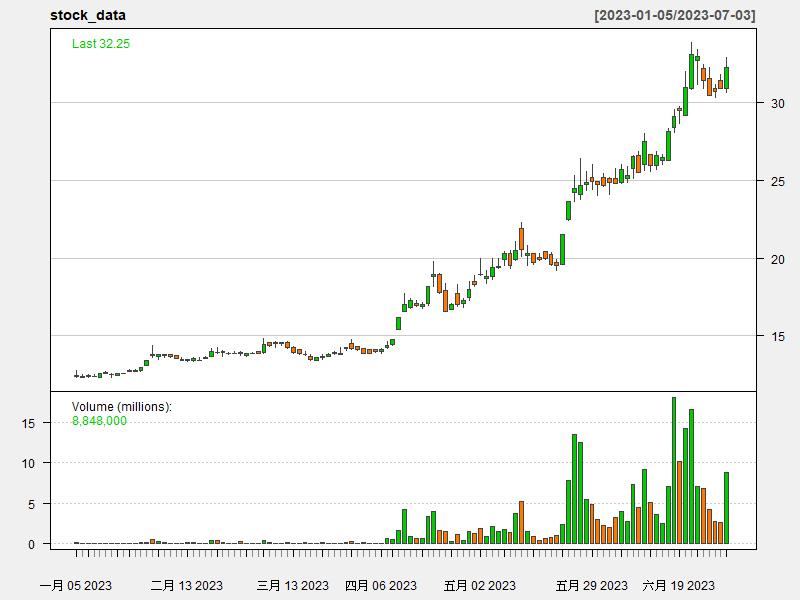 stock_data
[2023-01-05/2023-07-03]
Last 32.25
30
25
20
15
Volume (millions):
8,848,000
15
10
5
0
一月 05 2023
二月 13 2023
三月 13 2023
四月 06 2023
五月 02 2023
五月 29 2023
六月 19 2023